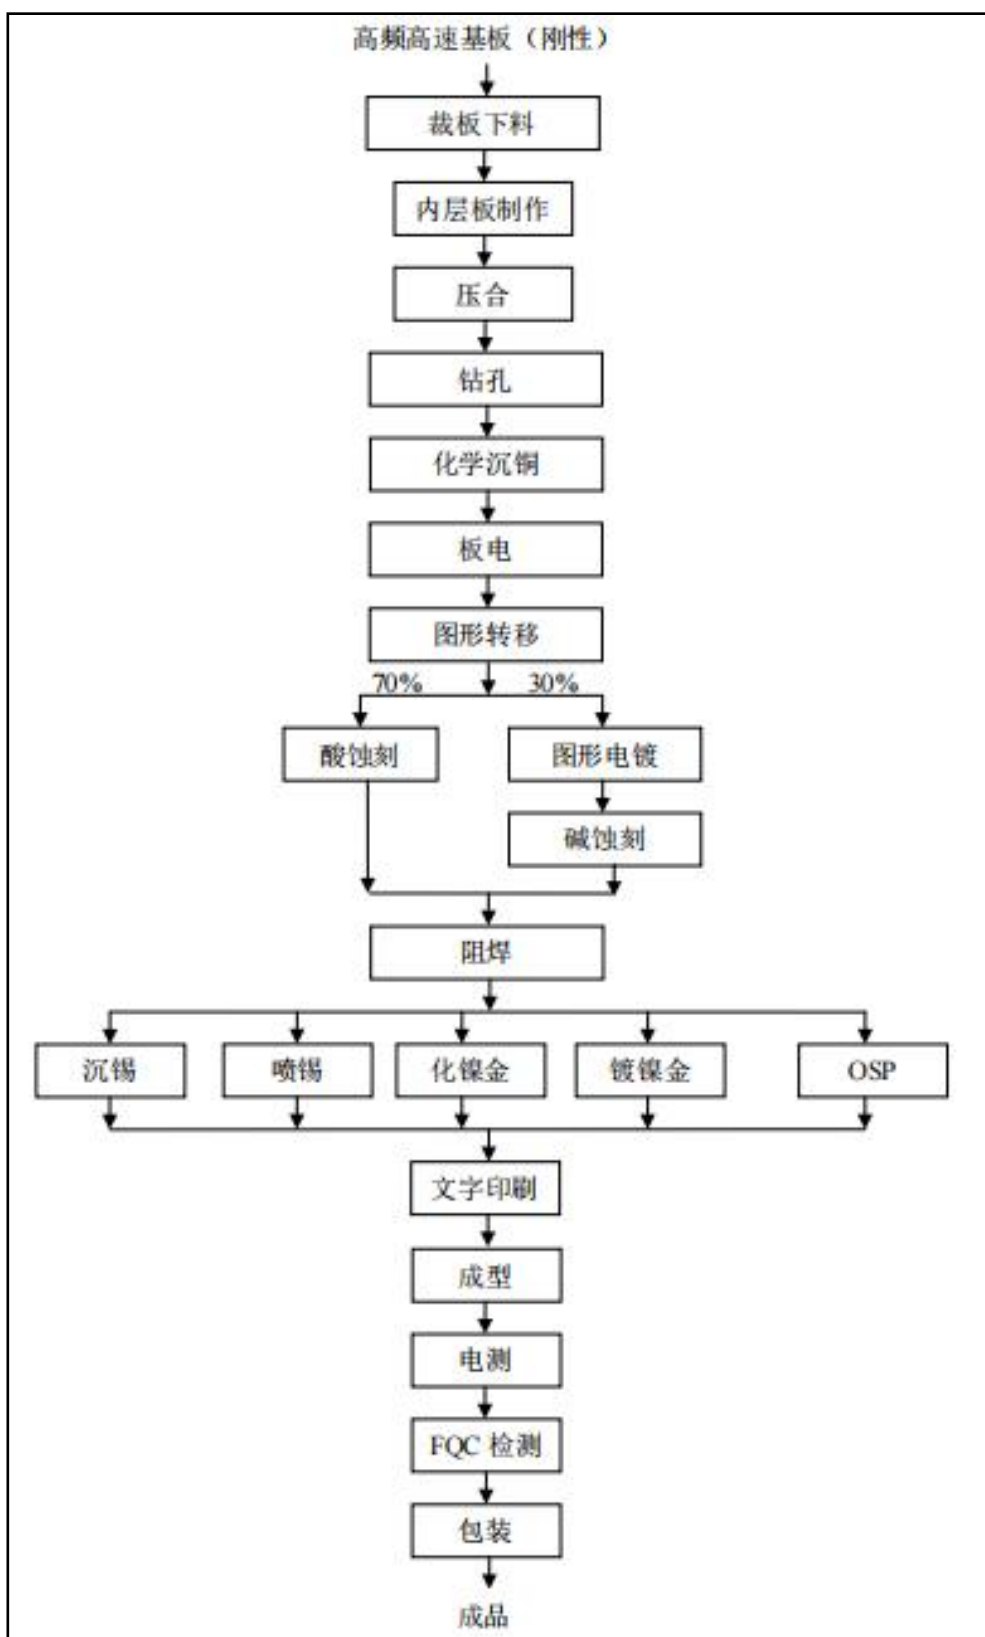 高频高速基板（刚性）
裁板下料
内层板制作
压合
钻孔
化学沉铜
板电
图形转移
70% 30%
酸蚀刻 图形电镀
碱蚀刻
阻焊
沉锡 喷锡 化镍金 镀镍金 OSP
文字印刷
成型
电测
FQC 检测
包装
成品